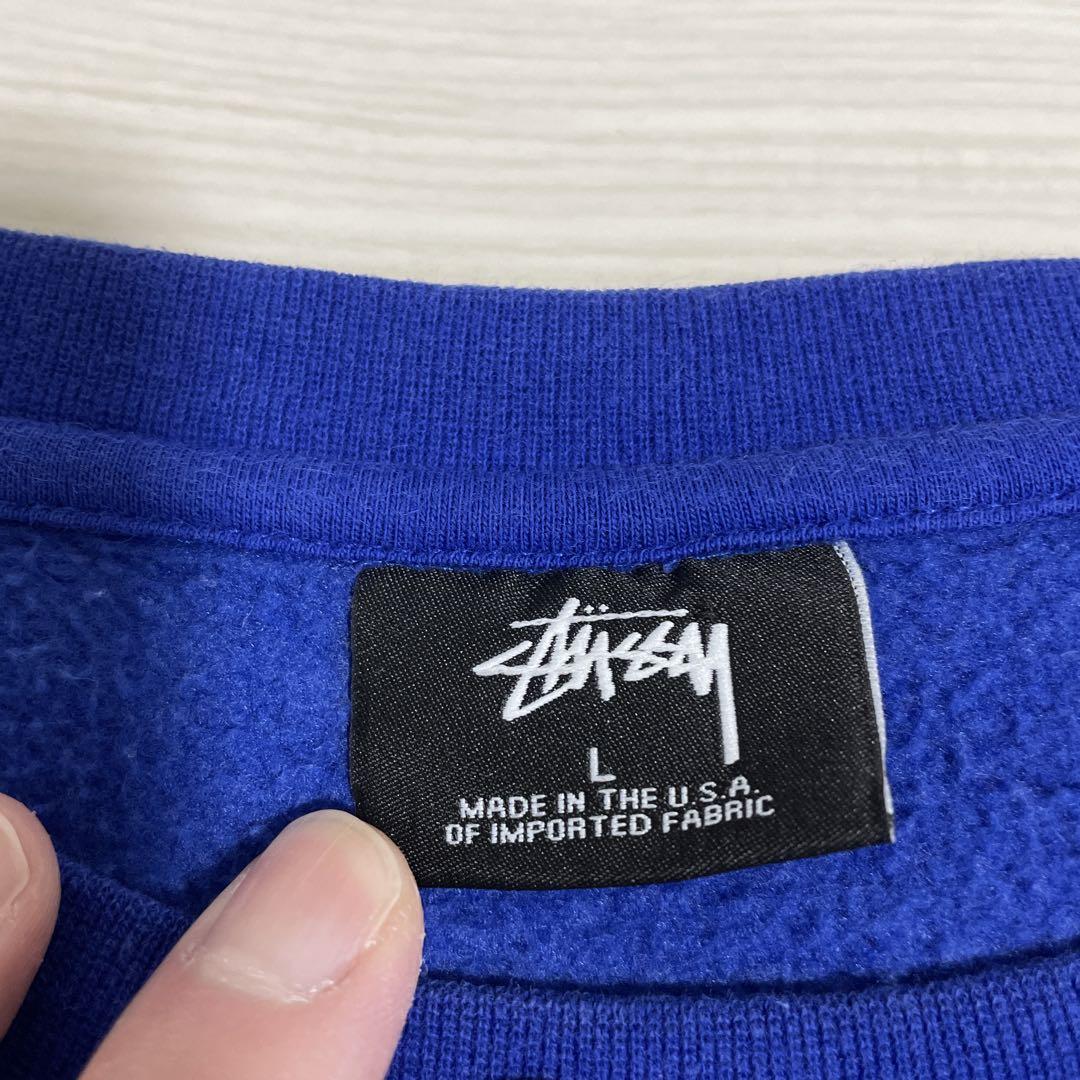 Stüssy
L
MADE IN THE U.S.A.
OF IMPORTED FABRIC